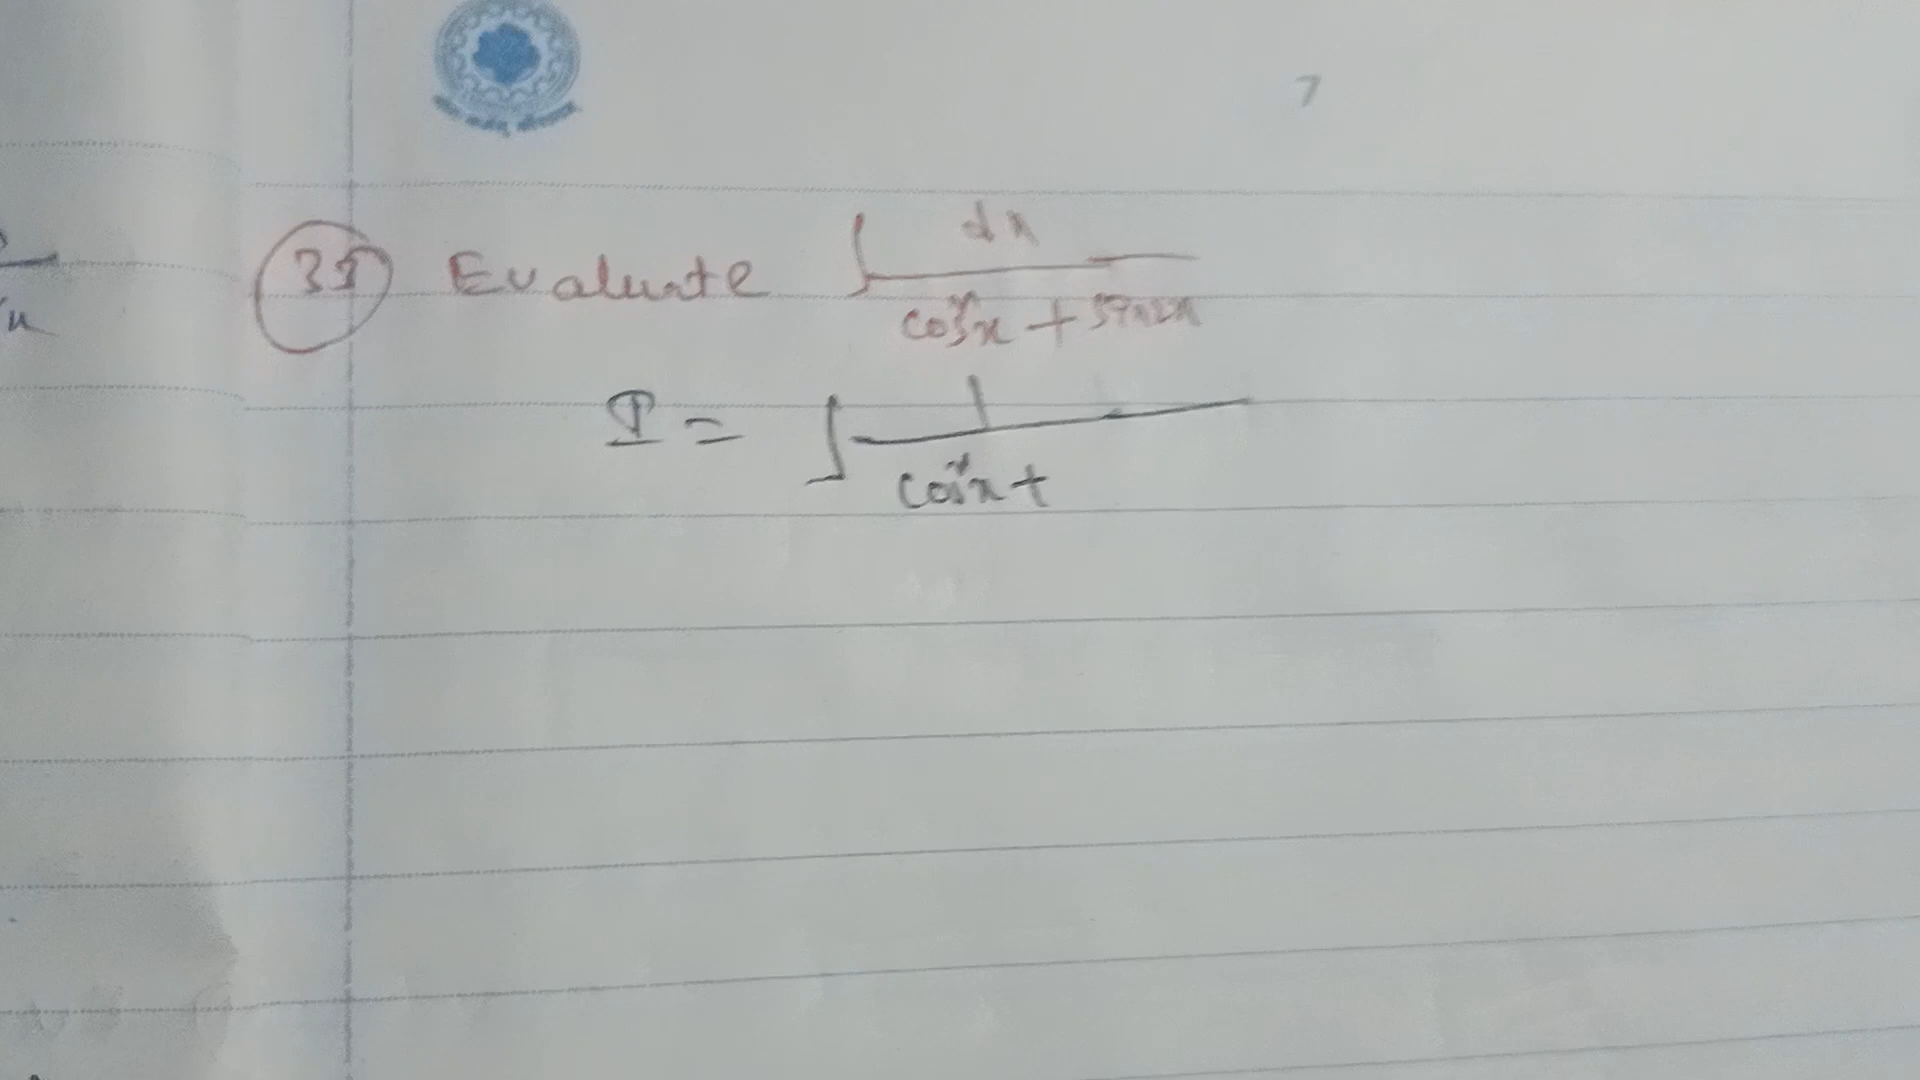 7
35 Evaluate ∫ dx / cos²x + sin2x
I = ∫ 1 / cos²x +